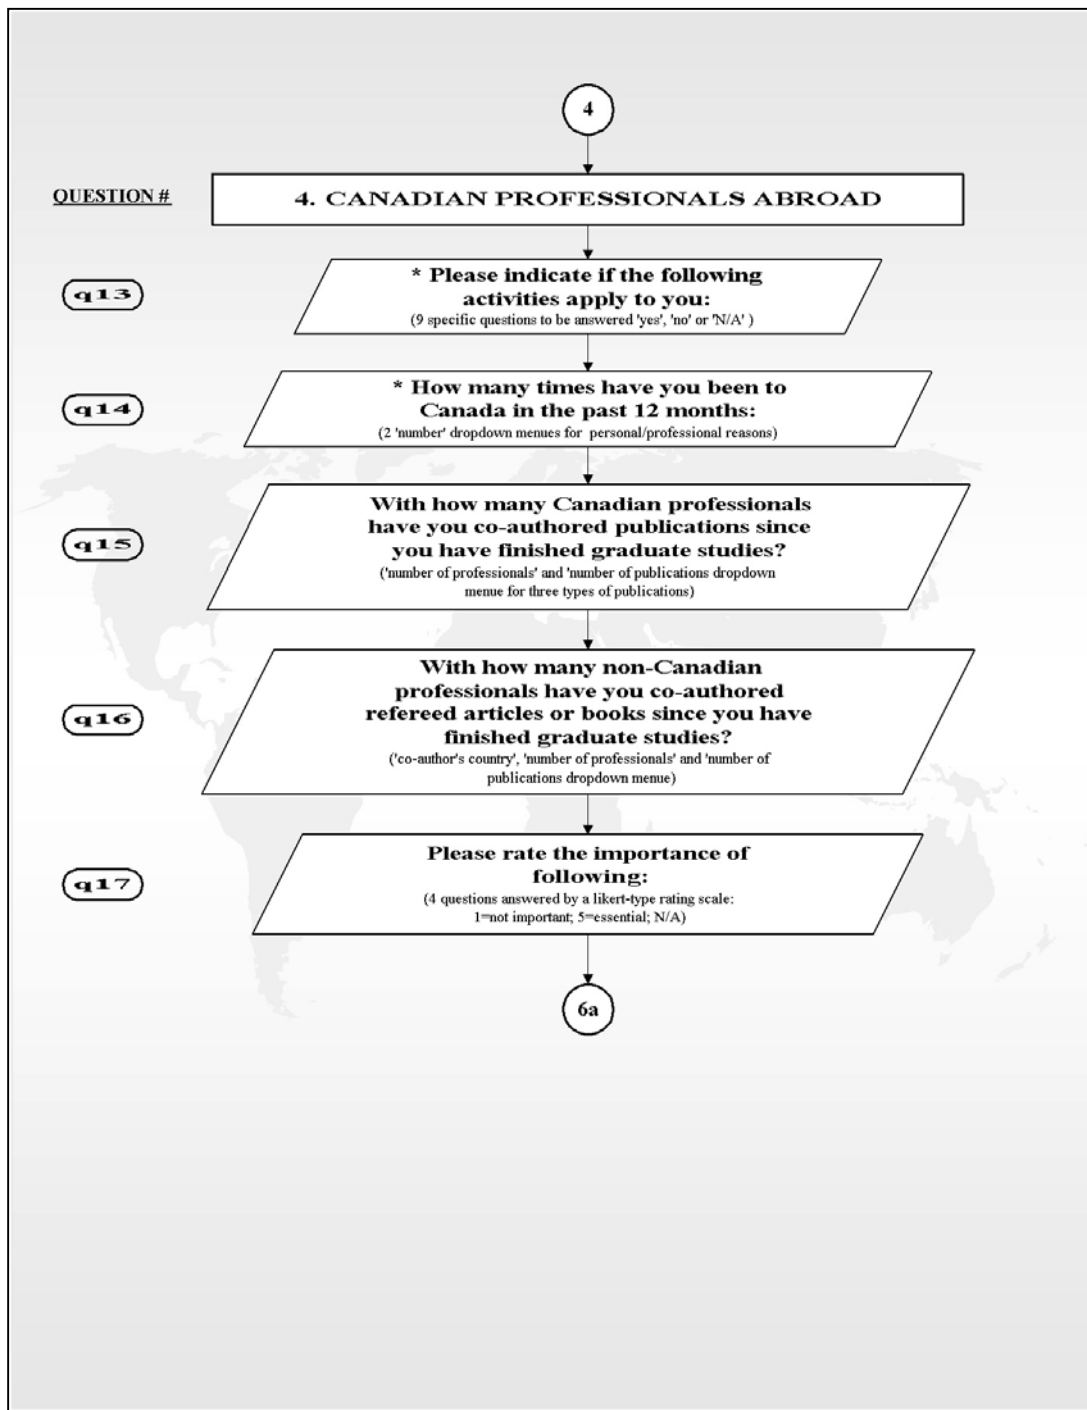 4
QUESTION #
4. CANADIAN PROFESSIONALS ABROAD
q13
* Please indicate if the following
activities apply to you:
(9 specific questions to be answered 'yes', 'no' or 'N/A' )
q14
* How many times have you been to
Canada in the past 12 months:
(2 'number' dropdown menues for personal/professional reasons)
q15
With how many Canadian professionals
have you co-authored publications since
you have finished graduate studies?
('number of professionals' and 'number of publications dropdown
menue for three types of publications)
q16
With how many non-Canadian
professionals have you co-authored
refereed articles or books since you have
finished graduate studies?
('co-author's country', 'number of professionals' and 'number of
publications dropdown menue)
q17
Please rate the importance of
following:
(4 questions answered by a likert-type rating scale:
1=not important; 5=essential; N/A)
6a